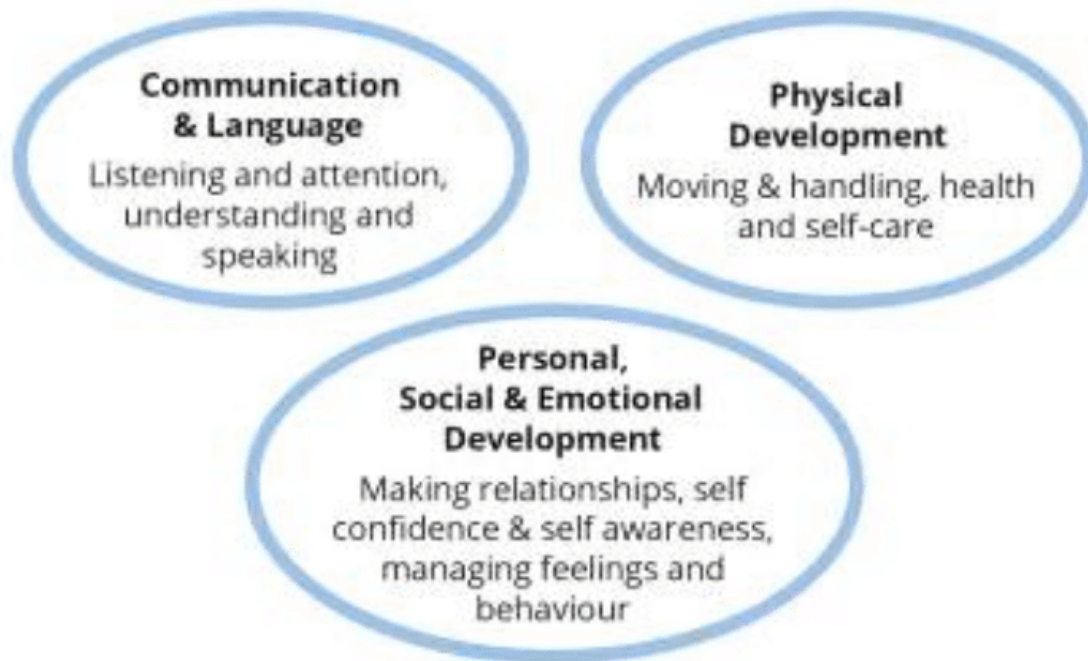 Communication
& Language
Listening and attention,
understanding and
speaking
Physical
Development
Moving & handling, health
and self-care
Personal,
Social & Emotional
Development
Making relationships, self
confidence & self awareness,
managing feelings and
behaviour